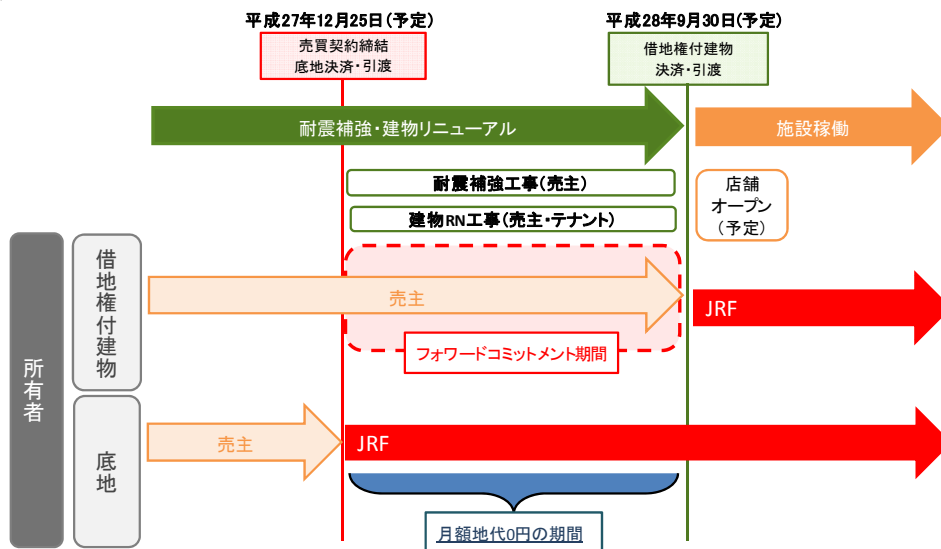 平成27年12月25日(予定)
平成28年9月30日(予定)
売買契約締結
底地決済・引渡
借地権付建物
決済・引渡
耐震補強・建物リニューアル
施設稼働
耐震補強工事(売主)
建物RN工事(売主・テナント)
店舗
オープン
(予定)
所有者
借地権付建物
売主
JRF
フォワードコミットメント期間
底地
売主
JRF
月額地代0円の期間